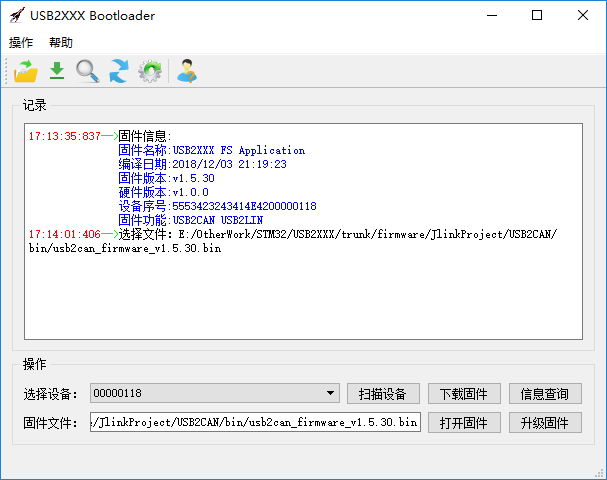 USB2XXX Bootloader
操作 帮助
记录
17:13:35:837—>固件信息:
固件名称:USB2XXX FS Application
编译日期:2018/12/03 21:19:23
固件版本:v1.5.30
硬件版本:v1.0.0
设备序号:5553423243414E4200000118
固件功能:USB2CAN USB2LIN
17:14:01:406—>选择文件: E:/OtherWork/STM32/USB2XXX/trunk/firmware/JlinkProject/USB2CAN/
bin/usb2can_firmware_v1.5.30.bin
操作
选择设备: 00000118 扫描设备 下载固件 信息查询
固件文件: :/JlinkProject/USB2CAN/bin/usb2can_firmware_v1.5.30.bin 打开固件 升级固件